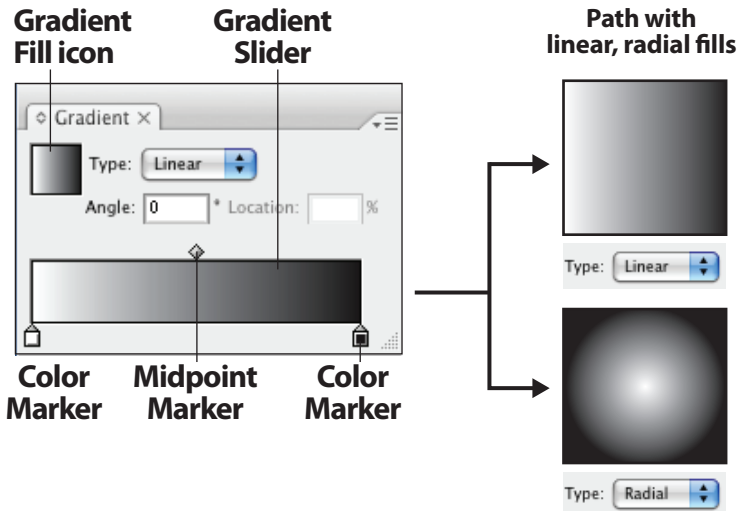 Gradient
Fill icon
Gradient
Slider
Path with
linear, radial fills
Gradient ×
Type: Linear
Angle: 0 ° Location: %
Color
Marker
Midpoint
Marker
Color
Marker
Type: Linear
Type: Radial